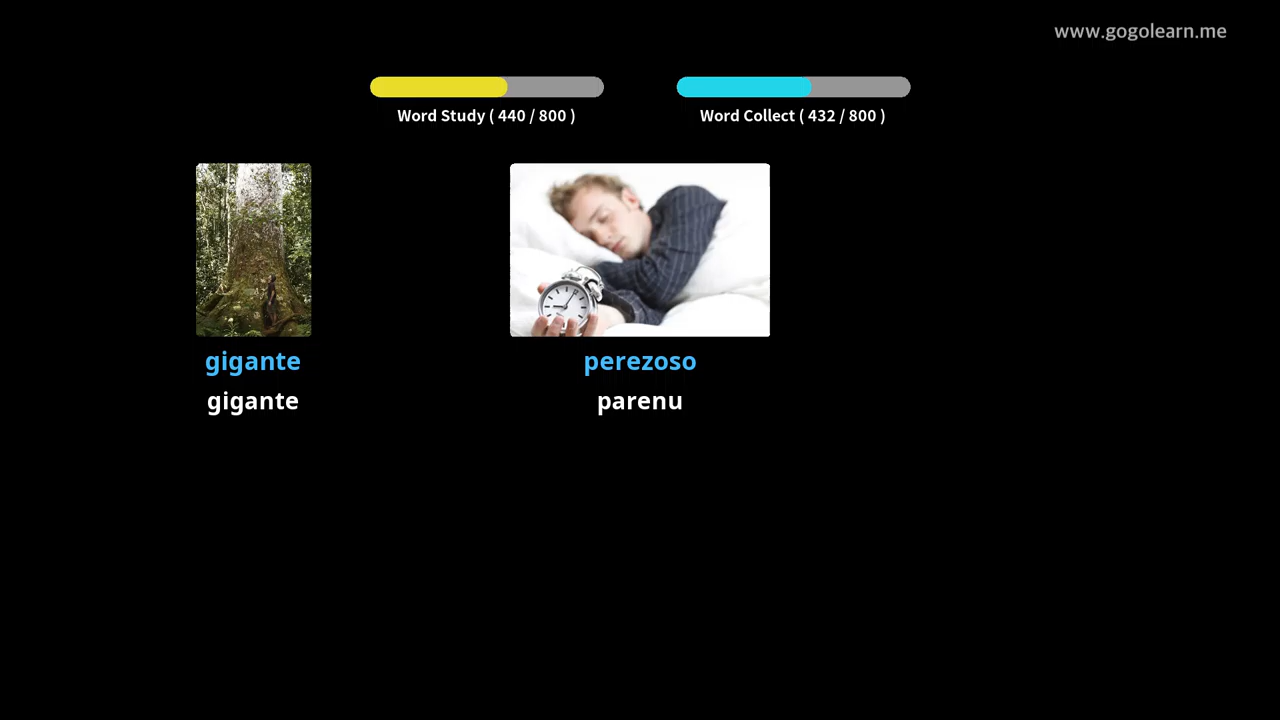 www.gogolearn.me
Word Study ( 440 / 800 )
Word Collect ( 432 / 800 )
gigante
gigante
perezoso
parenu